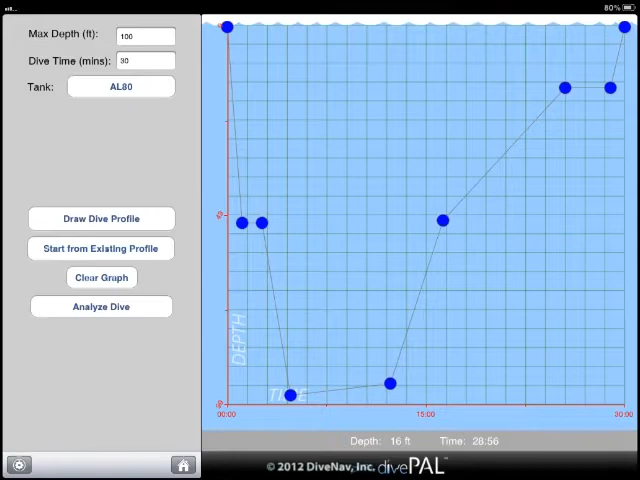 80%
Max Depth (ft): 100
Dive Time (mins): 30
Tank: AL80
Draw Dive Profile
Start from Existing Profile
Clear Graph
Analyze Dive
DEPTH
00:00 15:00 30:00
Depth: 16 ft Time: 28:56
© 2012 DiveNav, Inc. divePAL™